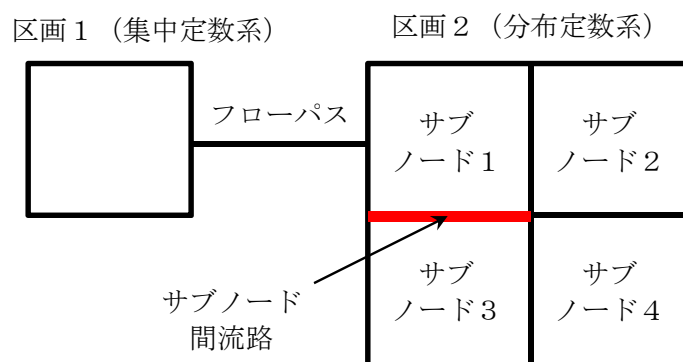 区画１（集中定数系）
区画２（分布定数系）
フローパス
サブ
ノード１
サブ
ノード２
サブ
ノード３
サブ
ノード４
サブノード
間流路